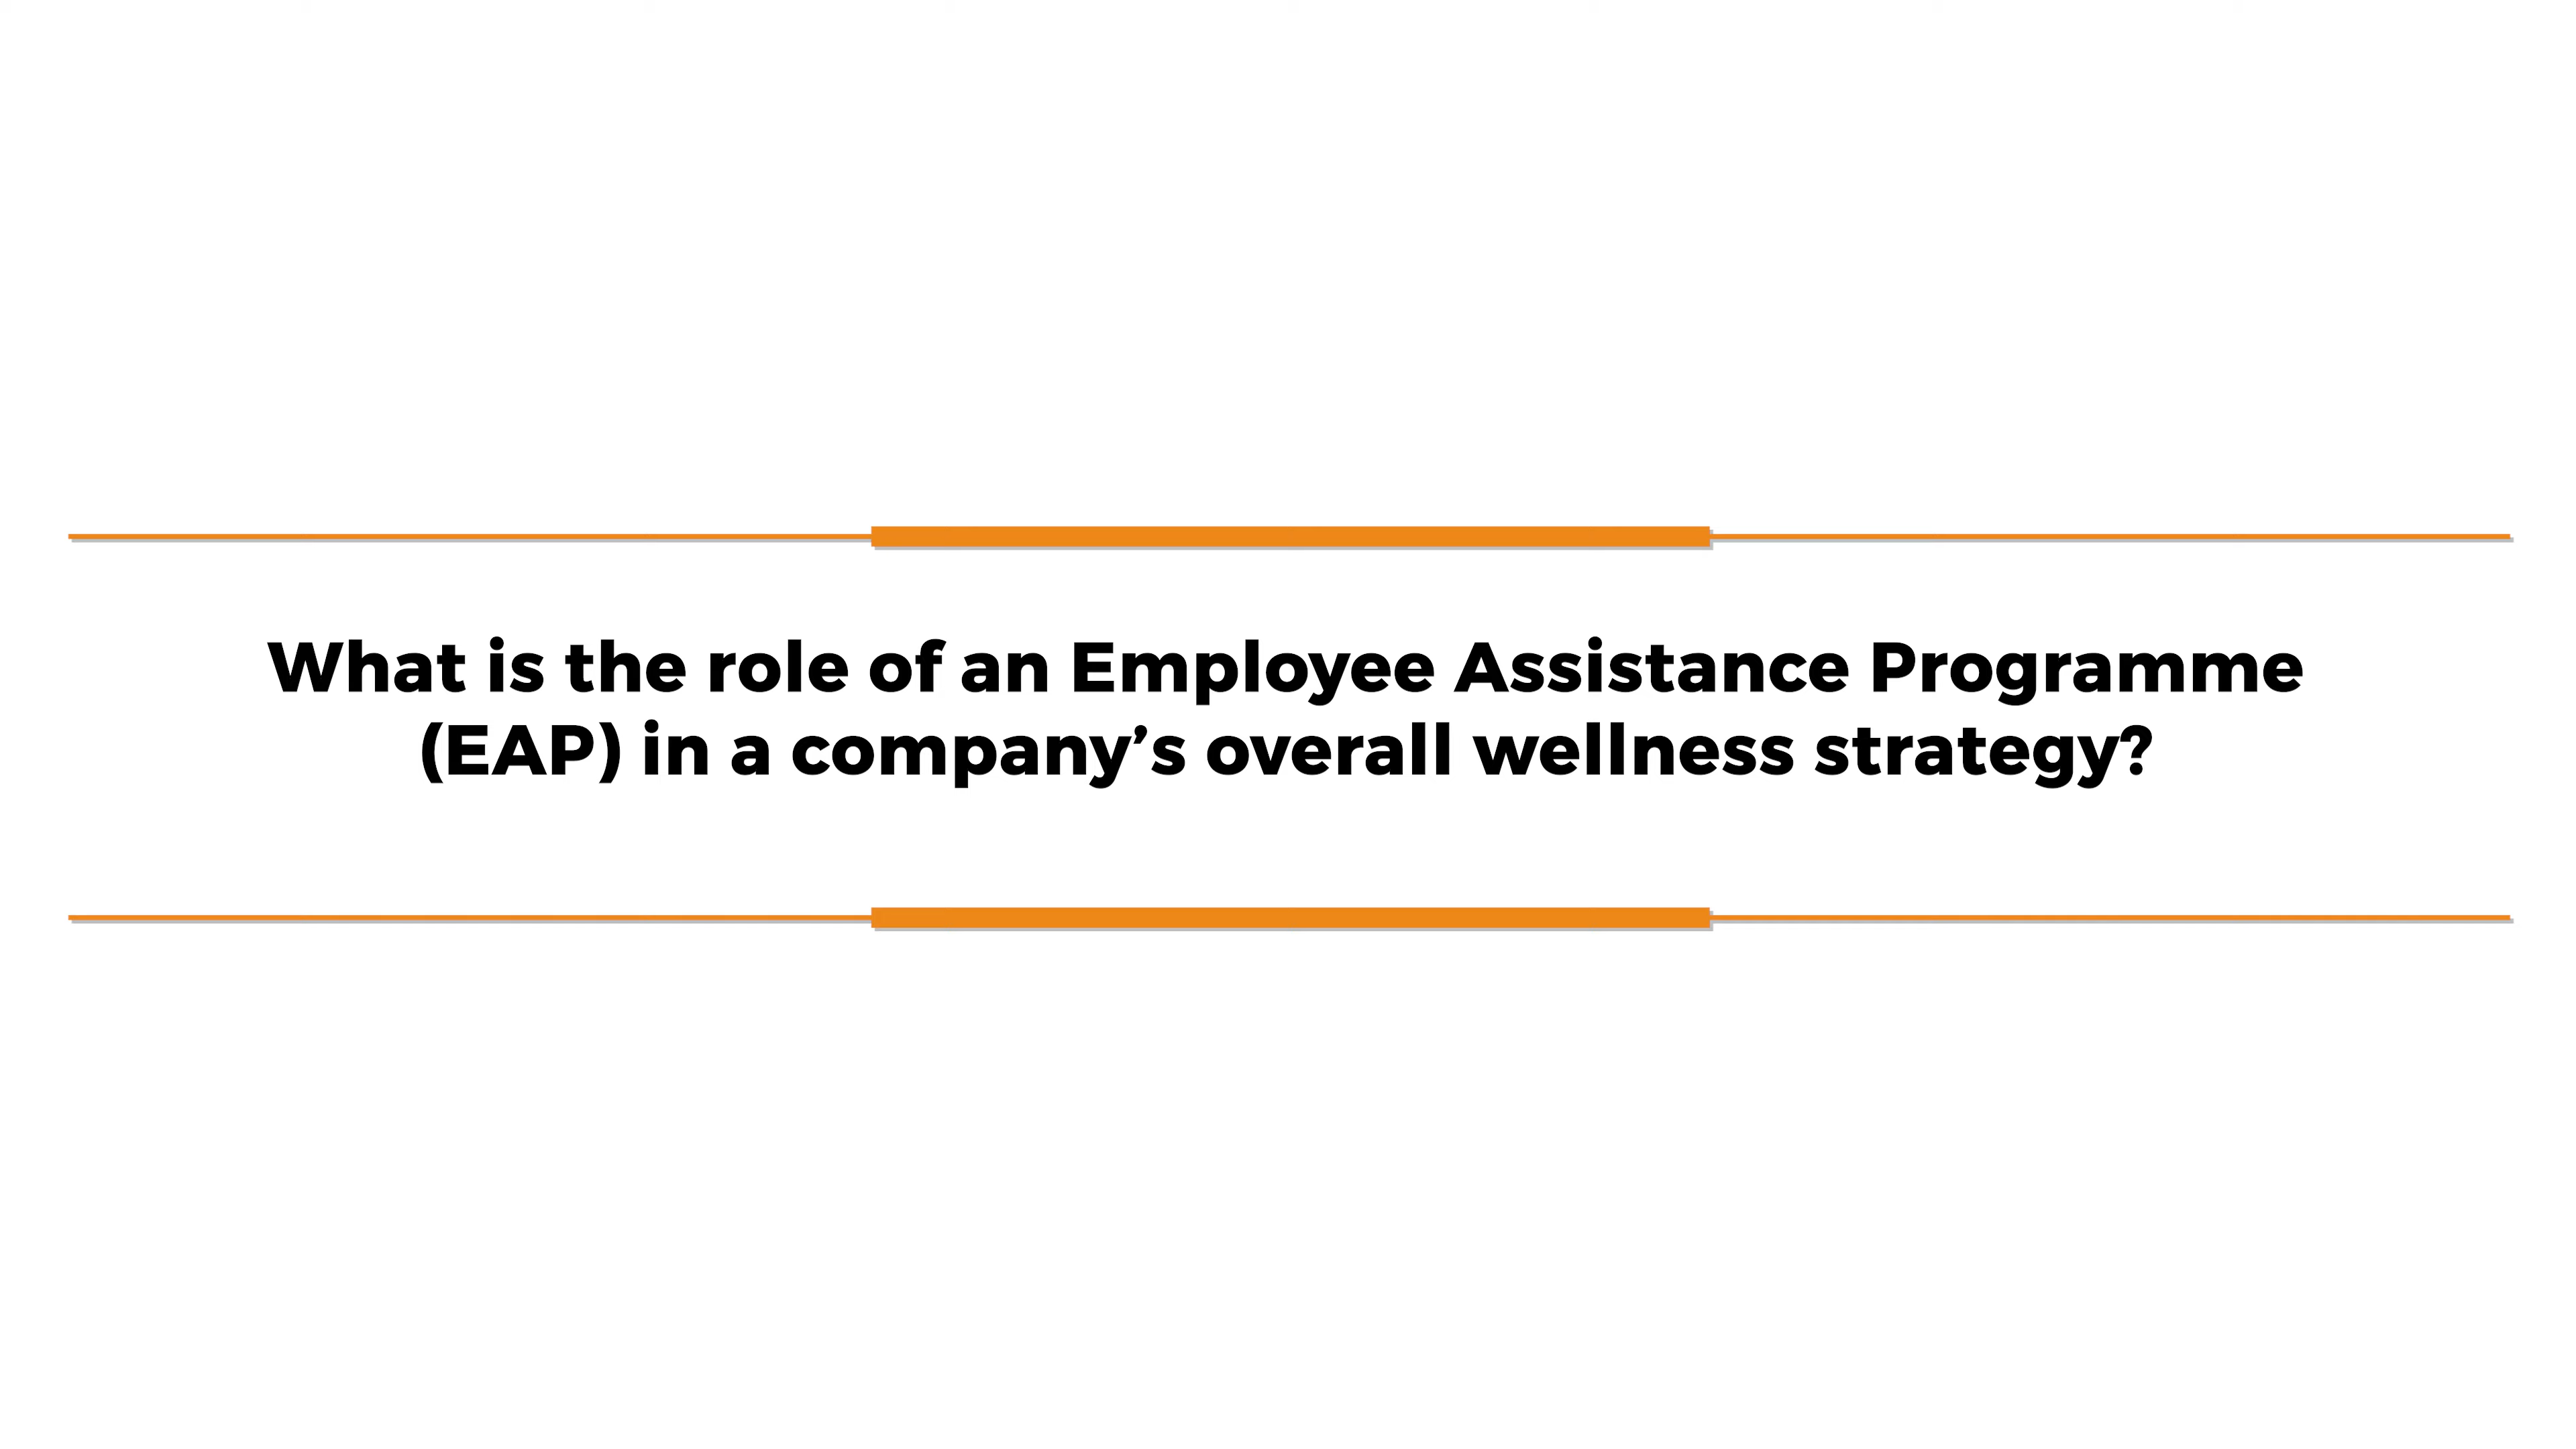 What is the role of an Employee Assistance Programme
(EAP) in a company’s overall wellness strategy?